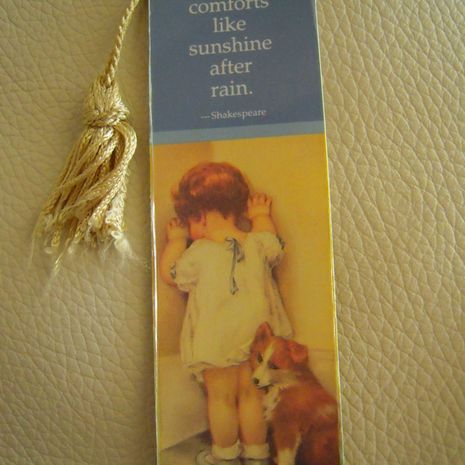 comforts
like
sunshine
after
rain.
—Shakespeare